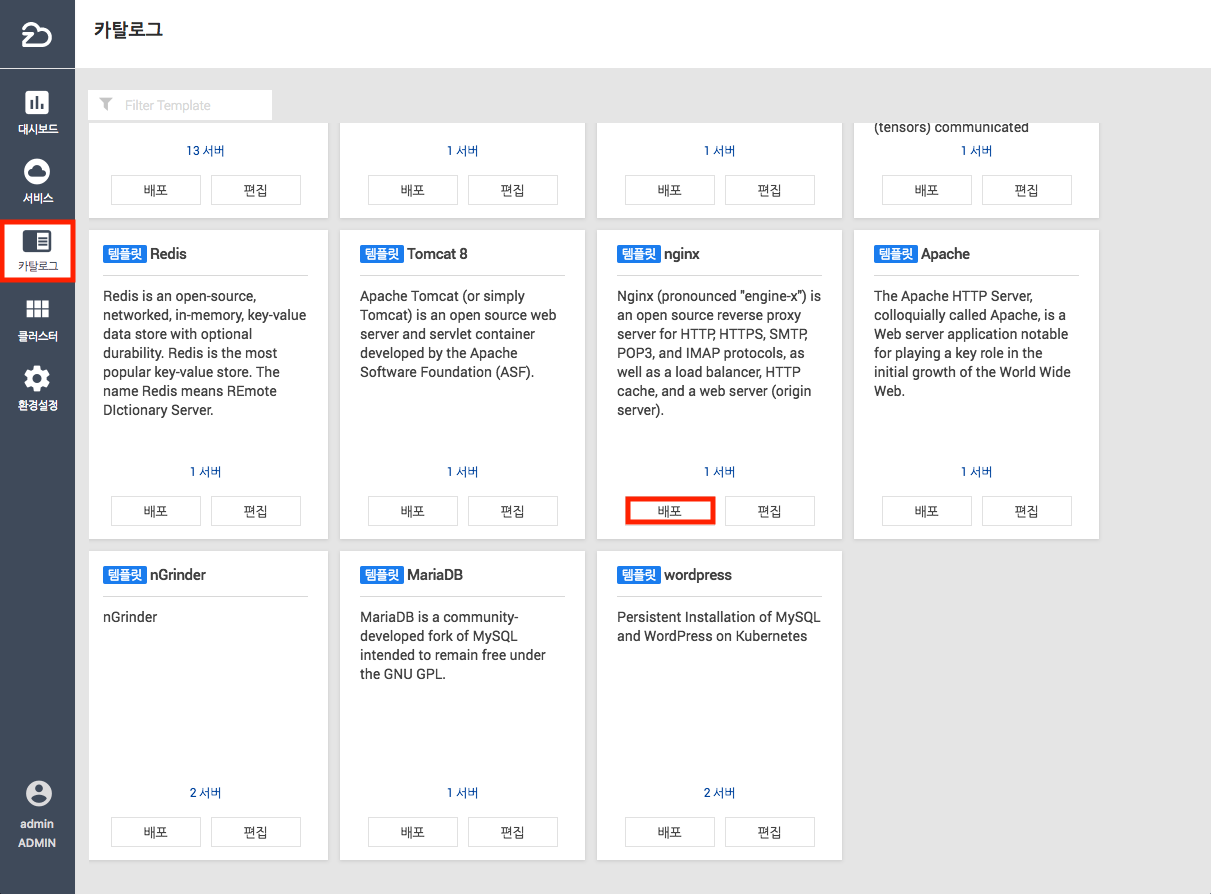 카탈로그
대시보드
서비스
카탈로그
클러스터
환경설정
admin
ADMIN
Filter Template
13 서버
배포
편집
1 서버
배포
편집
1 서버
배포
편집
(tensors) communicated
1 서버
배포
편집
템플릿 Redis
Redis is an open-source,
networked, in-memory, key-value
data store with optional
durability. Redis is the most
popular key-value store. The
name Redis means REmote
DIctionary Server.
1 서버
배포
편집
템플릿 Tomcat 8
Apache Tomcat (or simply
Tomcat) is an open source web
server and servlet container
developed by the Apache
Software Foundation (ASF).
1 서버
배포
편집
템플릿 nginx
Nginx (pronounced "engine-x") is
an open source reverse proxy
server for HTTP, HTTPS, SMTP,
POP3, and IMAP protocols, as
well as a load balancer, HTTP
cache, and a web server (origin
server).
1 서버
배포
편집
템플릿 Apache
The Apache HTTP Server,
colloquially called Apache, is a
Web server application notable
for playing a key role in the
initial growth of the World Wide
Web.
1 서버
배포
편집
템플릿 nGrinder
nGrinder
2 서버
배포
편집
템플릿 MariaDB
MariaDB is a community-
developed fork of MySQL
intended to remain free under
the GNU GPL.
1 서버
배포
편집
템플릿 wordpress
Persistent Installation of MySQL
and WordPress on Kubernetes
2 서버
배포
편집